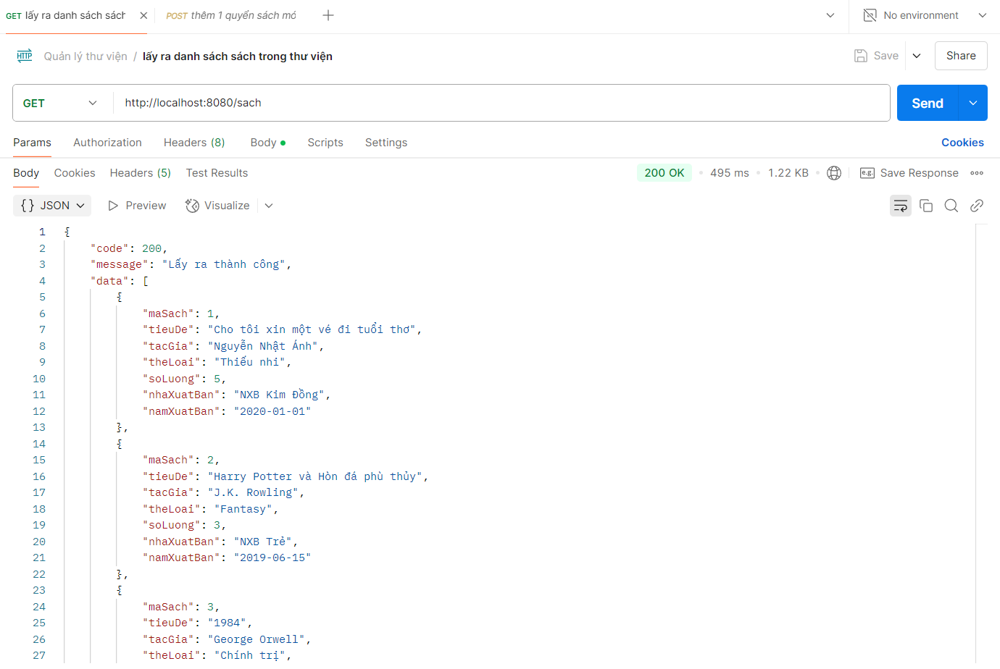 GET lấy ra danh sách sách POST thêm 1 quyển sách mó No environment
HTTP Quản lý thư viện / lấy ra danh sách sách trong thư viện Save Share
GET http://localhost:8080/sach Send
Params Authorization Headers (8) Body Scripts Settings Cookies
Body Cookies Headers (5) Test Results 200 OK 495 ms 1.22 KB e.g. Save Response
{} JSON Preview Visualize
1 {
2 "code": 200,
3 "message": "Lấy ra thành công",
4 "data": [
5 {
6 "maSach": 1,
7 "tieuDe": "Cho tôi xin một vé đi tuổi thơ",
8 "tacGia": "Nguyễn Nhật Ánh",
9 "theLoai": "Thiếu nhi",
10 "soLuong": 5,
11 "nhaXuatBan": "NXB Kim Đồng",
12 "namXuatBan": "2020-01-01"
13 },
14 {
15 "maSach": 2,
16 "tieuDe": "Harry Potter và Hòn đá phù thủy",
17 "tacGia": "J.K. Rowling",
18 "theLoai": "Fantasy",
19 "soLuong": 3,
20 "nhaXuatBan": "NXB Trẻ",
21 "namXuatBan": "2019-06-15"
22 },
23 {
24 "maSach": 3,
25 "tieuDe": "1984",
26 "tacGia": "George Orwell",
27 "theLoai": "Chính trị",